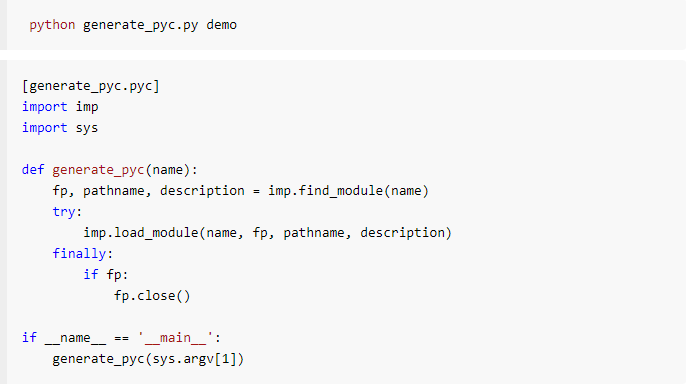 python generate_pyc.py demo
[generate_pyc.pyc]
import imp
import sys
def generate_pyc(name):
    fp, pathname, description = imp.find_module(name)
    try:
        imp.load_module(name, fp, pathname, description)
    finally:
        if fp:
            fp.close()
if __name__ == '__main__':
    generate_pyc(sys.argv[1])